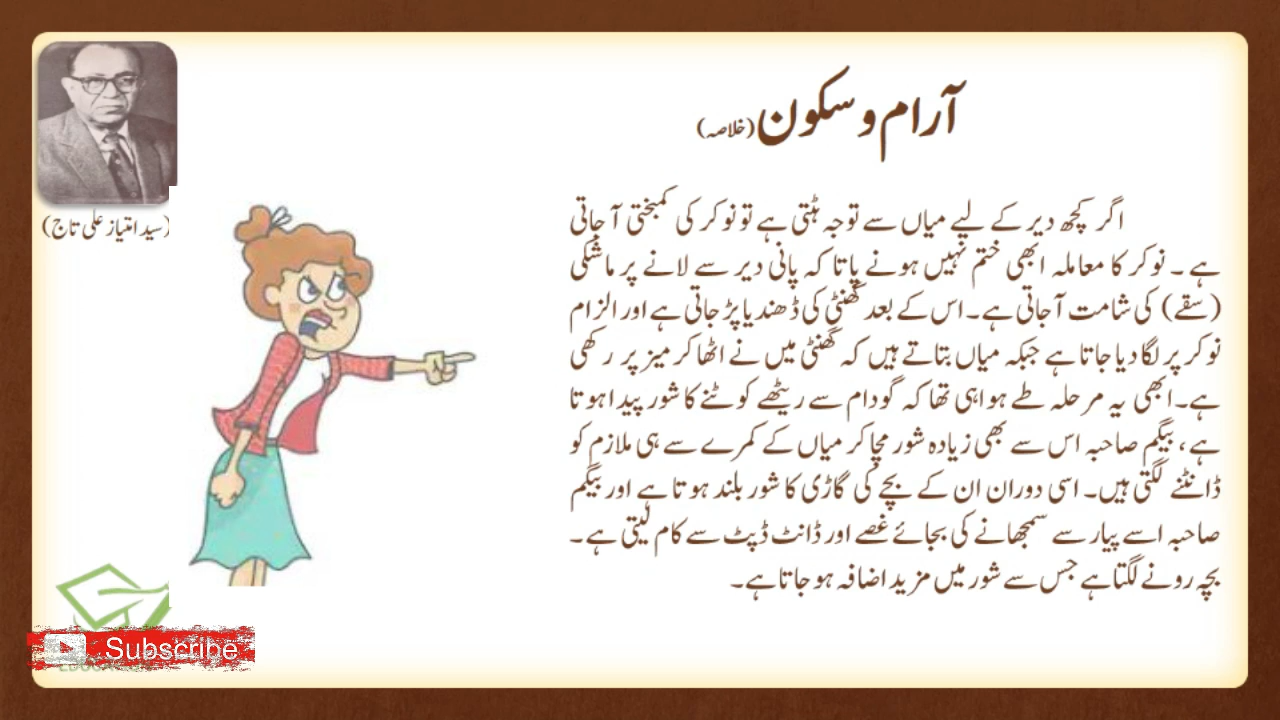 آرام و سکون (خلاصہ)
(سید امتیاز علی تاج)
اگر کچھ دیر کے لیے میاں سے توجہ ہٹتی ہے تو نوکر کی کمبختی آ جاتی
ہے۔ نوکر کا معاملہ ابھی ختم نہیں ہونے پاتا کہ پانی دیر سے لانے پر ماشکی
(سقے) کی شامت آ جاتی ہے۔ اس کے بعد گھنٹی کی ڈھنڈیا پڑ جاتی ہے اور الزام
نوکر پر لگا دیا جاتا ہے جبکہ میاں بتاتے ہیں کہ گھنٹی میں نے اٹھا کر میز پر رکھی
ہے۔ ابھی یہ مرحلہ طے ہوا ہی تھا کہ گودام سے ریٹھے کوٹنے کا شور پیدا ہوتا
ہے، بیگم صاحبہ اس سے بھی زیادہ شور مچا کر میاں کے کمرے سے ہی ملازم کو
ڈانٹنے لگتی ہیں۔ اسی دوران ان کے بچے کی گاڑی کا شور بلند ہوتا ہے اور بیگم
صاحبہ اسے پیار سے سمجھانے کی بجائے غصے اور ڈانٹ ڈپٹ سے کام لیتی ہے۔
بچہ رونے لگتا ہے جس سے شور میں مزید اضافہ ہو جاتا ہے۔
Subscribe